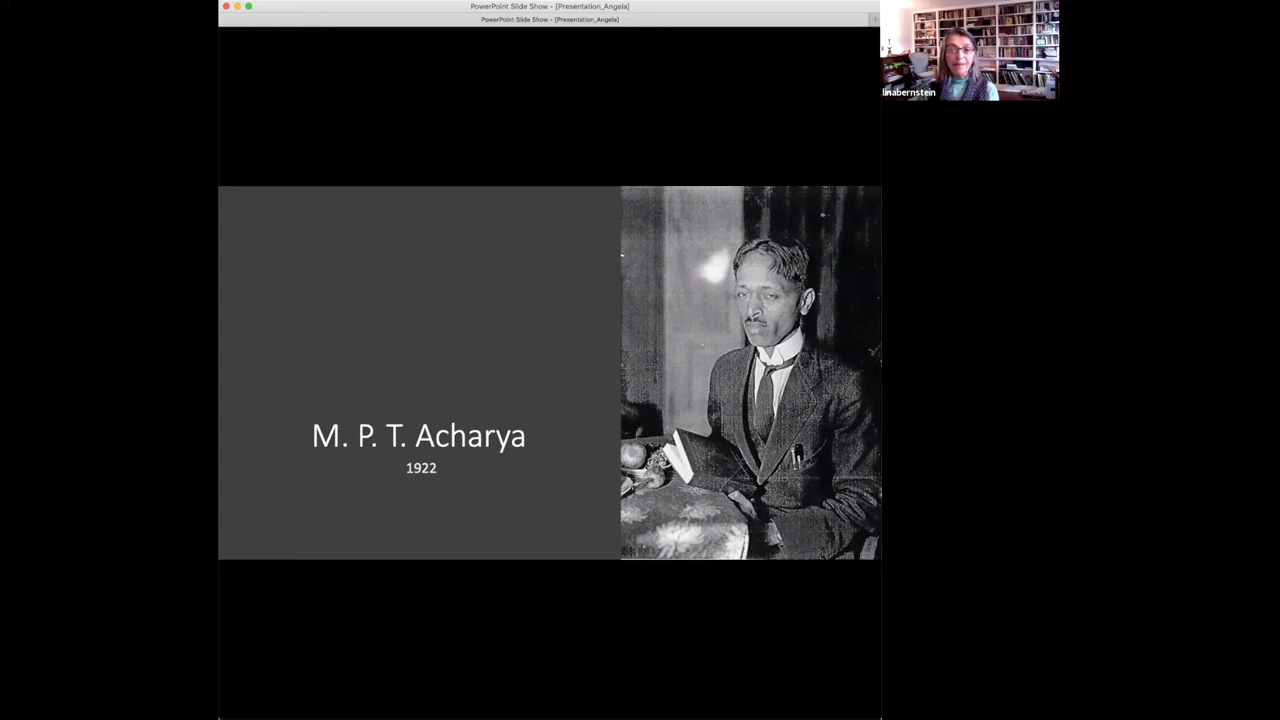 PowerPoint Slide Show - [Presentation_Angela]
PowerPoint Slide Show - [Presentation_Angela]
linabernstein
M. P. T. Acharya
1922